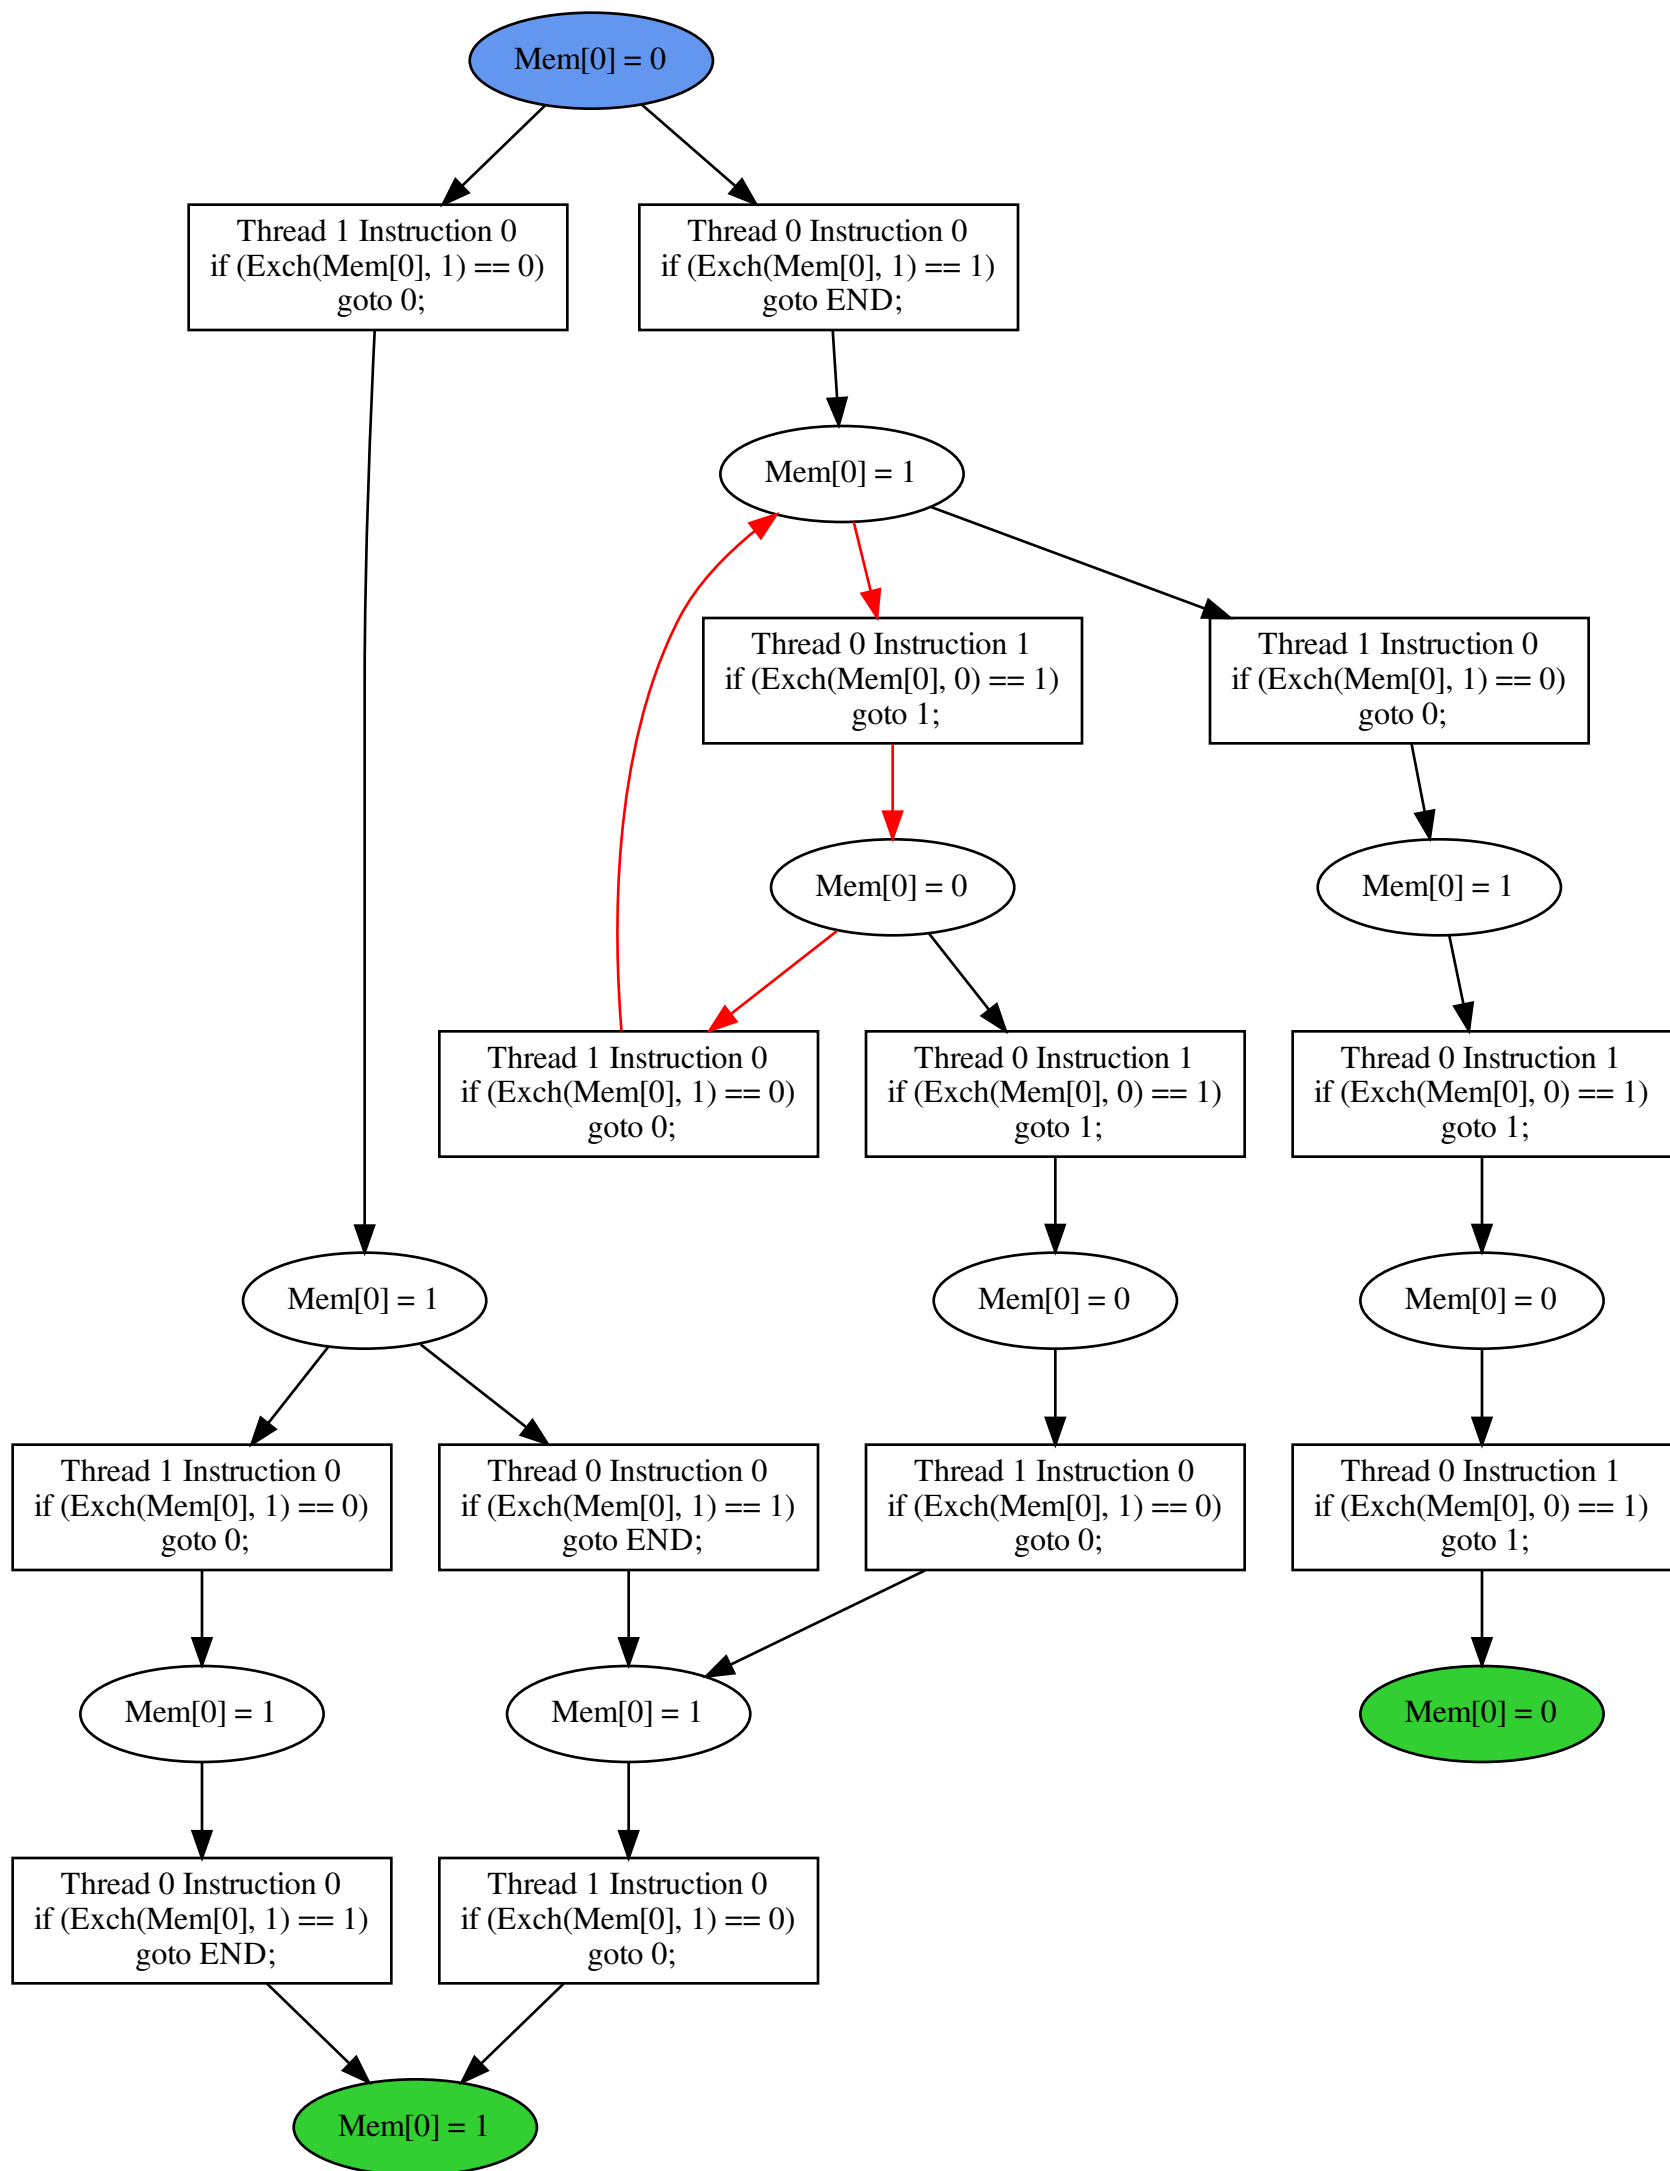 Mem[0] = 0
Thread 1 Instruction 0
if (Exch(Mem[0], 1) == 0)
goto 0;
Thread 0 Instruction 0
if (Exch(Mem[0], 1) == 1)
goto END;
Mem[0] = 1
Thread 0 Instruction 1
if (Exch(Mem[0], 0) == 1)
goto 1;
Thread 1 Instruction 0
if (Exch(Mem[0], 1) == 0)
goto 0;
Mem[0] = 0
Mem[0] = 1
Thread 1 Instruction 0
if (Exch(Mem[0], 1) == 0)
goto 0;
Thread 0 Instruction 1
if (Exch(Mem[0], 0) == 1)
goto 1;
Thread 0 Instruction 1
if (Exch(Mem[0], 0) == 1)
goto 1;
Mem[0] = 1
Mem[0] = 0
Mem[0] = 0
Thread 1 Instruction 0
if (Exch(Mem[0], 1) == 0)
goto 0;
Thread 0 Instruction 0
if (Exch(Mem[0], 1) == 1)
goto END;
Thread 1 Instruction 0
if (Exch(Mem[0], 1) == 0)
goto 0;
Thread 0 Instruction 1
if (Exch(Mem[0], 0) == 1)
goto 1;
Mem[0] = 1
Mem[0] = 1
Mem[0] = 0
Thread 0 Instruction 0
if (Exch(Mem[0], 1) == 1)
goto END;
Thread 1 Instruction 0
if (Exch(Mem[0], 1) == 0)
goto 0;
Mem[0] = 1